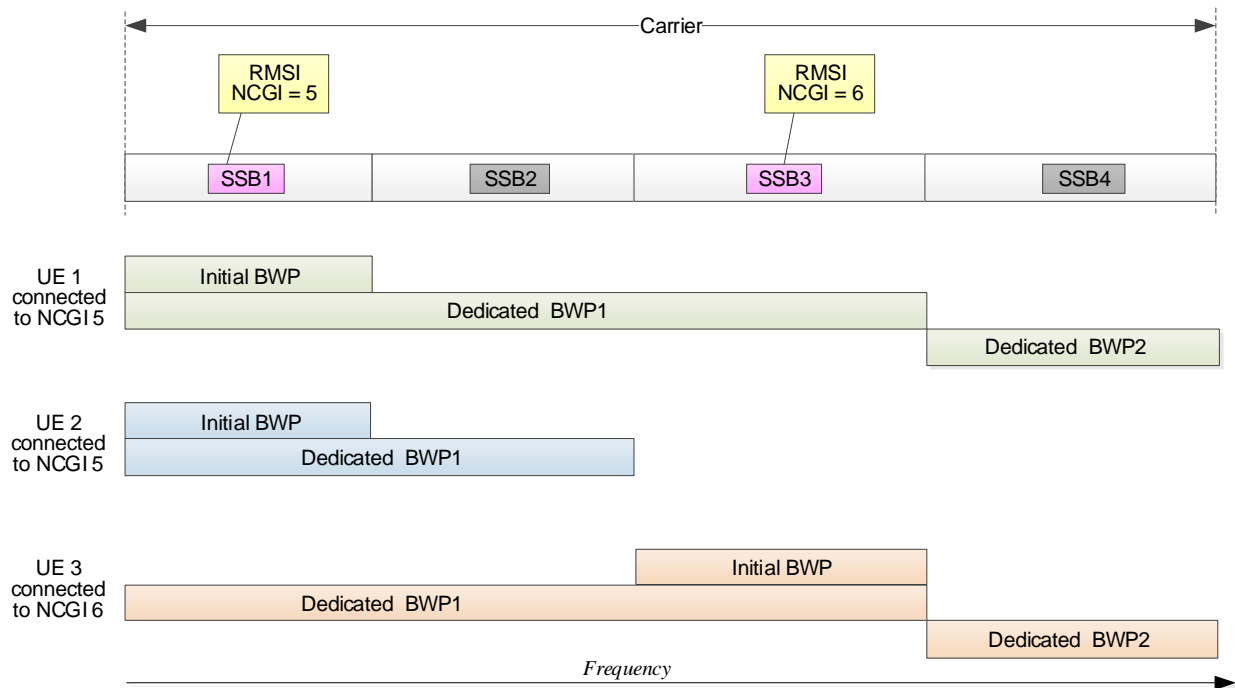 Carrier
RMSI
NCGI = 5
RMSI
NCGI = 6
SSB1
SSB2
SSB3
SSB4
UE 1
connected
to NCGI 5
Initial BWP
Dedicated BWP1
Dedicated BWP2
UE 2
connected
to NCGI 5
Initial BWP
Dedicated BWP1
UE 3
connected
to NCGI 6
Initial BWP
Dedicated BWP1
Dedicated BWP2
Frequency